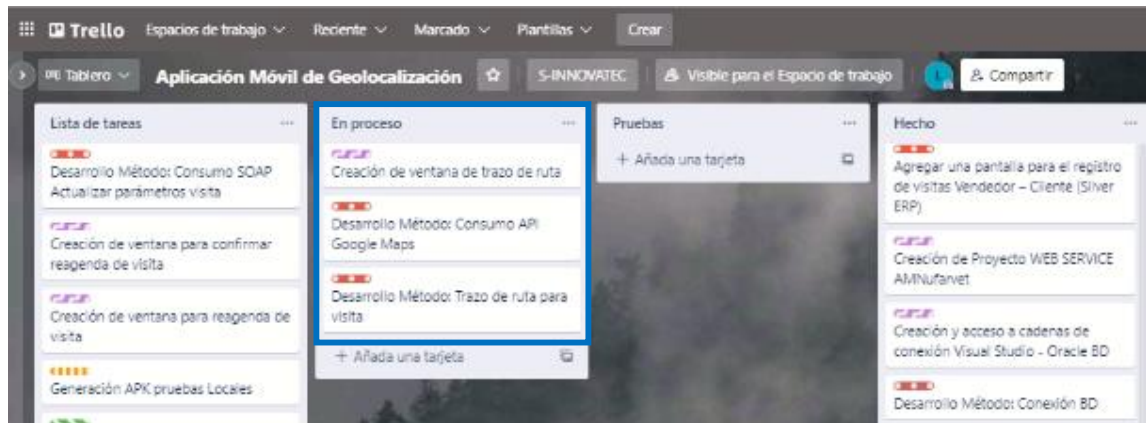 Trello Espacios de trabajo Reciente Marcado Plantillas Crear
Tablero Aplicación Móvil de Geolocalización S-INNOVATEC Visible para el Espacio de trabajo L Compartir
Lista de tareas
Desarrollo Método: Consumo SOAP
Actualizar parámetros visita
Creación de ventana para confirmar
reagenda de visita
Creación de ventana para reagenda de
visita
Generación APK pruebas Locales
En proceso
Creación de ventana de trazo de ruta
Desarrollo Método: Consumo API
Google Maps
Desarrollo Método: Trazo de ruta para
visita
+ Añada una tarjeta
Pruebas
+ Añada una tarjeta
Hecho
Agregar una pantalla para el registro
de visitas Vendedor – Cliente (Silver
ERP)
Creación de Proyecto WEB SERVICE
AMNufarvet
Creación y acceso a cadenas de
conexión Visual Studio - Oracle BD
Desarrollo Método: Conexión BD